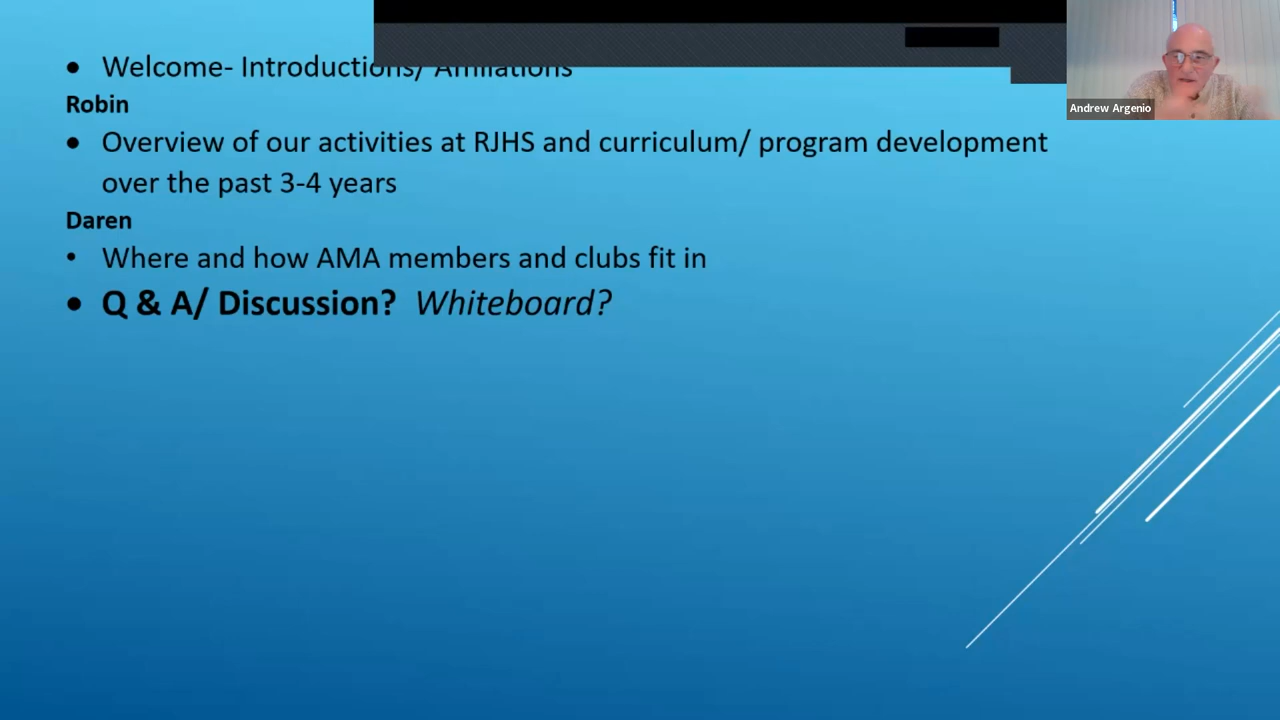 • Welcome- Introductions/ Affiliations
Robin
• Overview of our activities at RJHS and curriculum/ program development
over the past 3-4 years
Daren
• Where and how AMA members and clubs fit in
• Q & A/ Discussion? Whiteboard?
Andrew Argenio